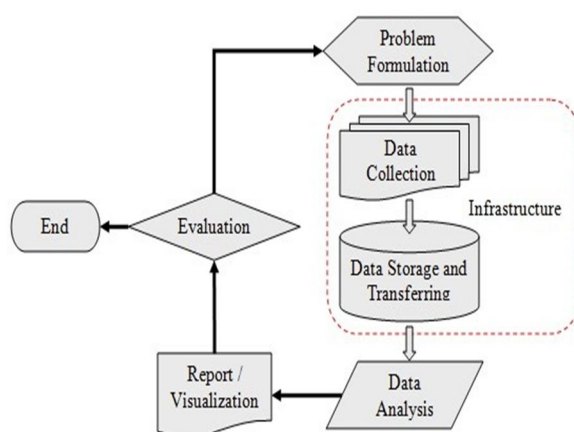 Problem
Formulation
Data
Collection
Infrastructure
Data Storage and
Transferring
Data
Analysis
Report /
Visualization
Evaluation
End